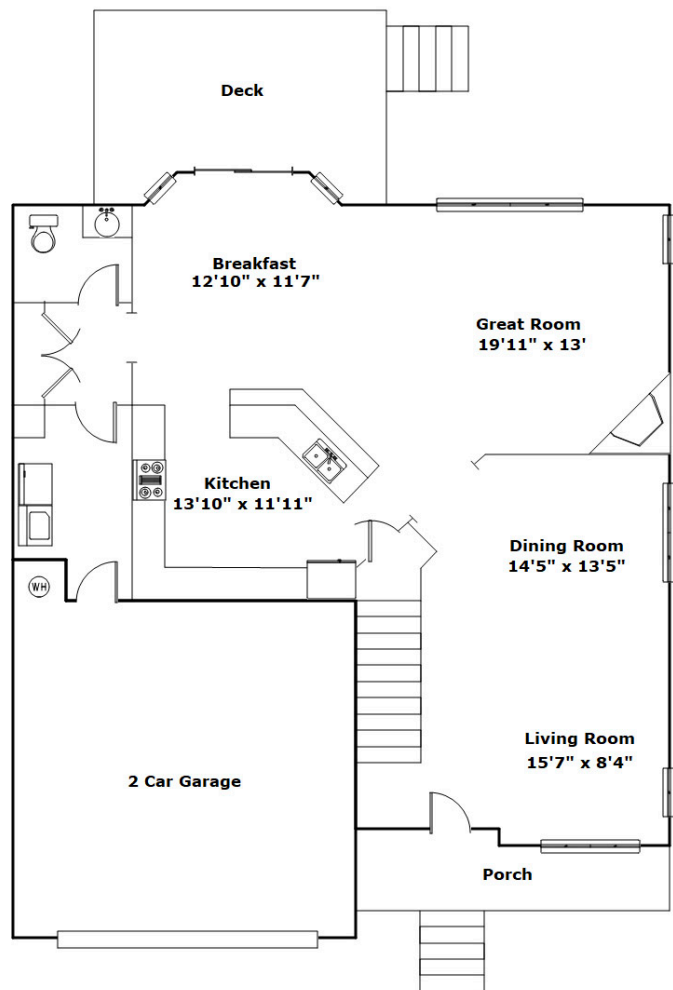 Deck
Breakfast
12'10" x 11'7"
Great Room
19'11" x 13'
Kitchen
13'10" x 11'11"
Dining Room
14'5" x 13'5"
WH
Living Room
15'7" x 8'4"
2 Car Garage
Porch